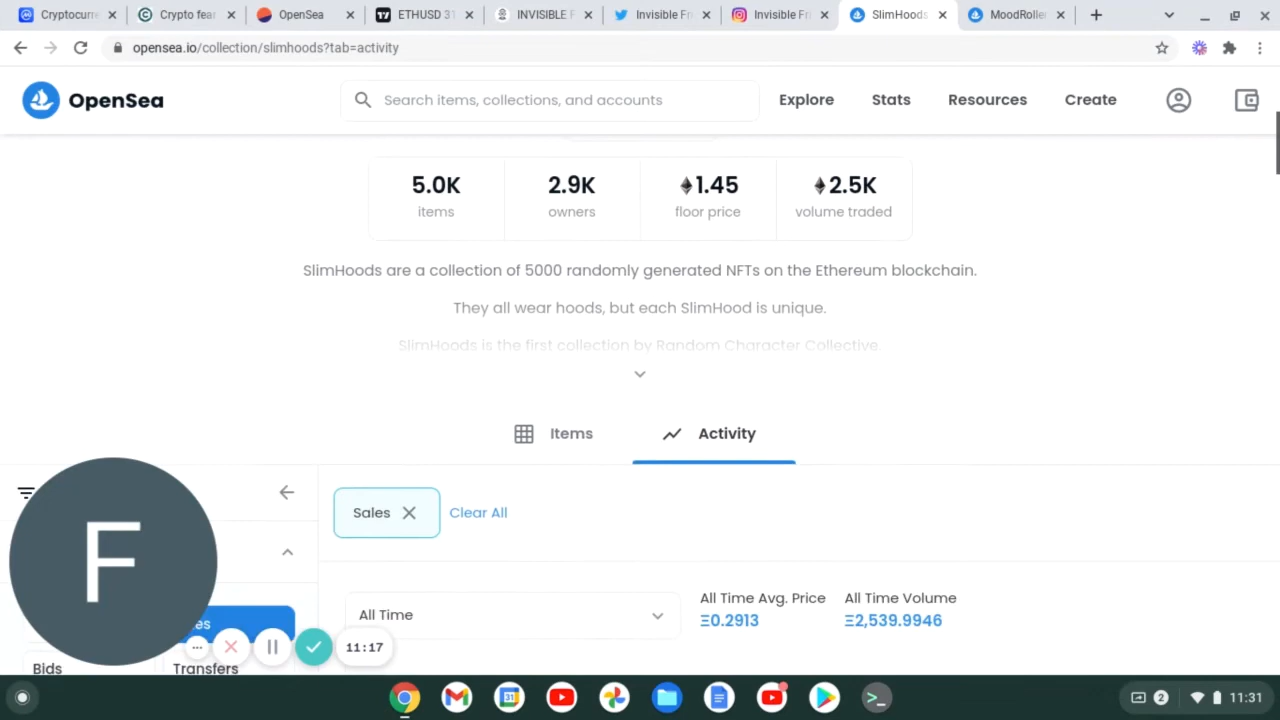 Cryptocurre
Crypto fear
OpenSea
ETHUSD 31
INVISIBLE F
Invisible Fr
Invisible Fri
SlimHoods
MoodRoller
opensea.io/collection/slimhoods?tab=activity
OpenSea
Search items, collections, and accounts
Explore
Stats
Resources
Create
5.0K
2.9K
1.45
2.5K
items
owners
floor price
volume traded
SlimHoods are a collection of 5000 randomly generated NFTs on the Ethereum blockchain.
They all wear hoods, but each SlimHood is unique.
SlimHoods is the first collection by Random Character Collective.
Items
Activity
Sales
Clear All
All Time
All Time Avg. Price
All Time Volume
Ξ0.2913
Ξ2,539.9946
F
es
11:17
Bids
Transfers
31
2
11:31